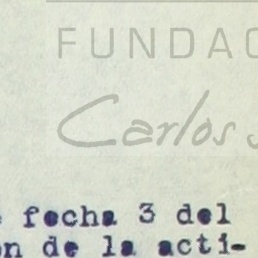 FUNDAC
Carlos S
fecha 3 del
on de la acti-